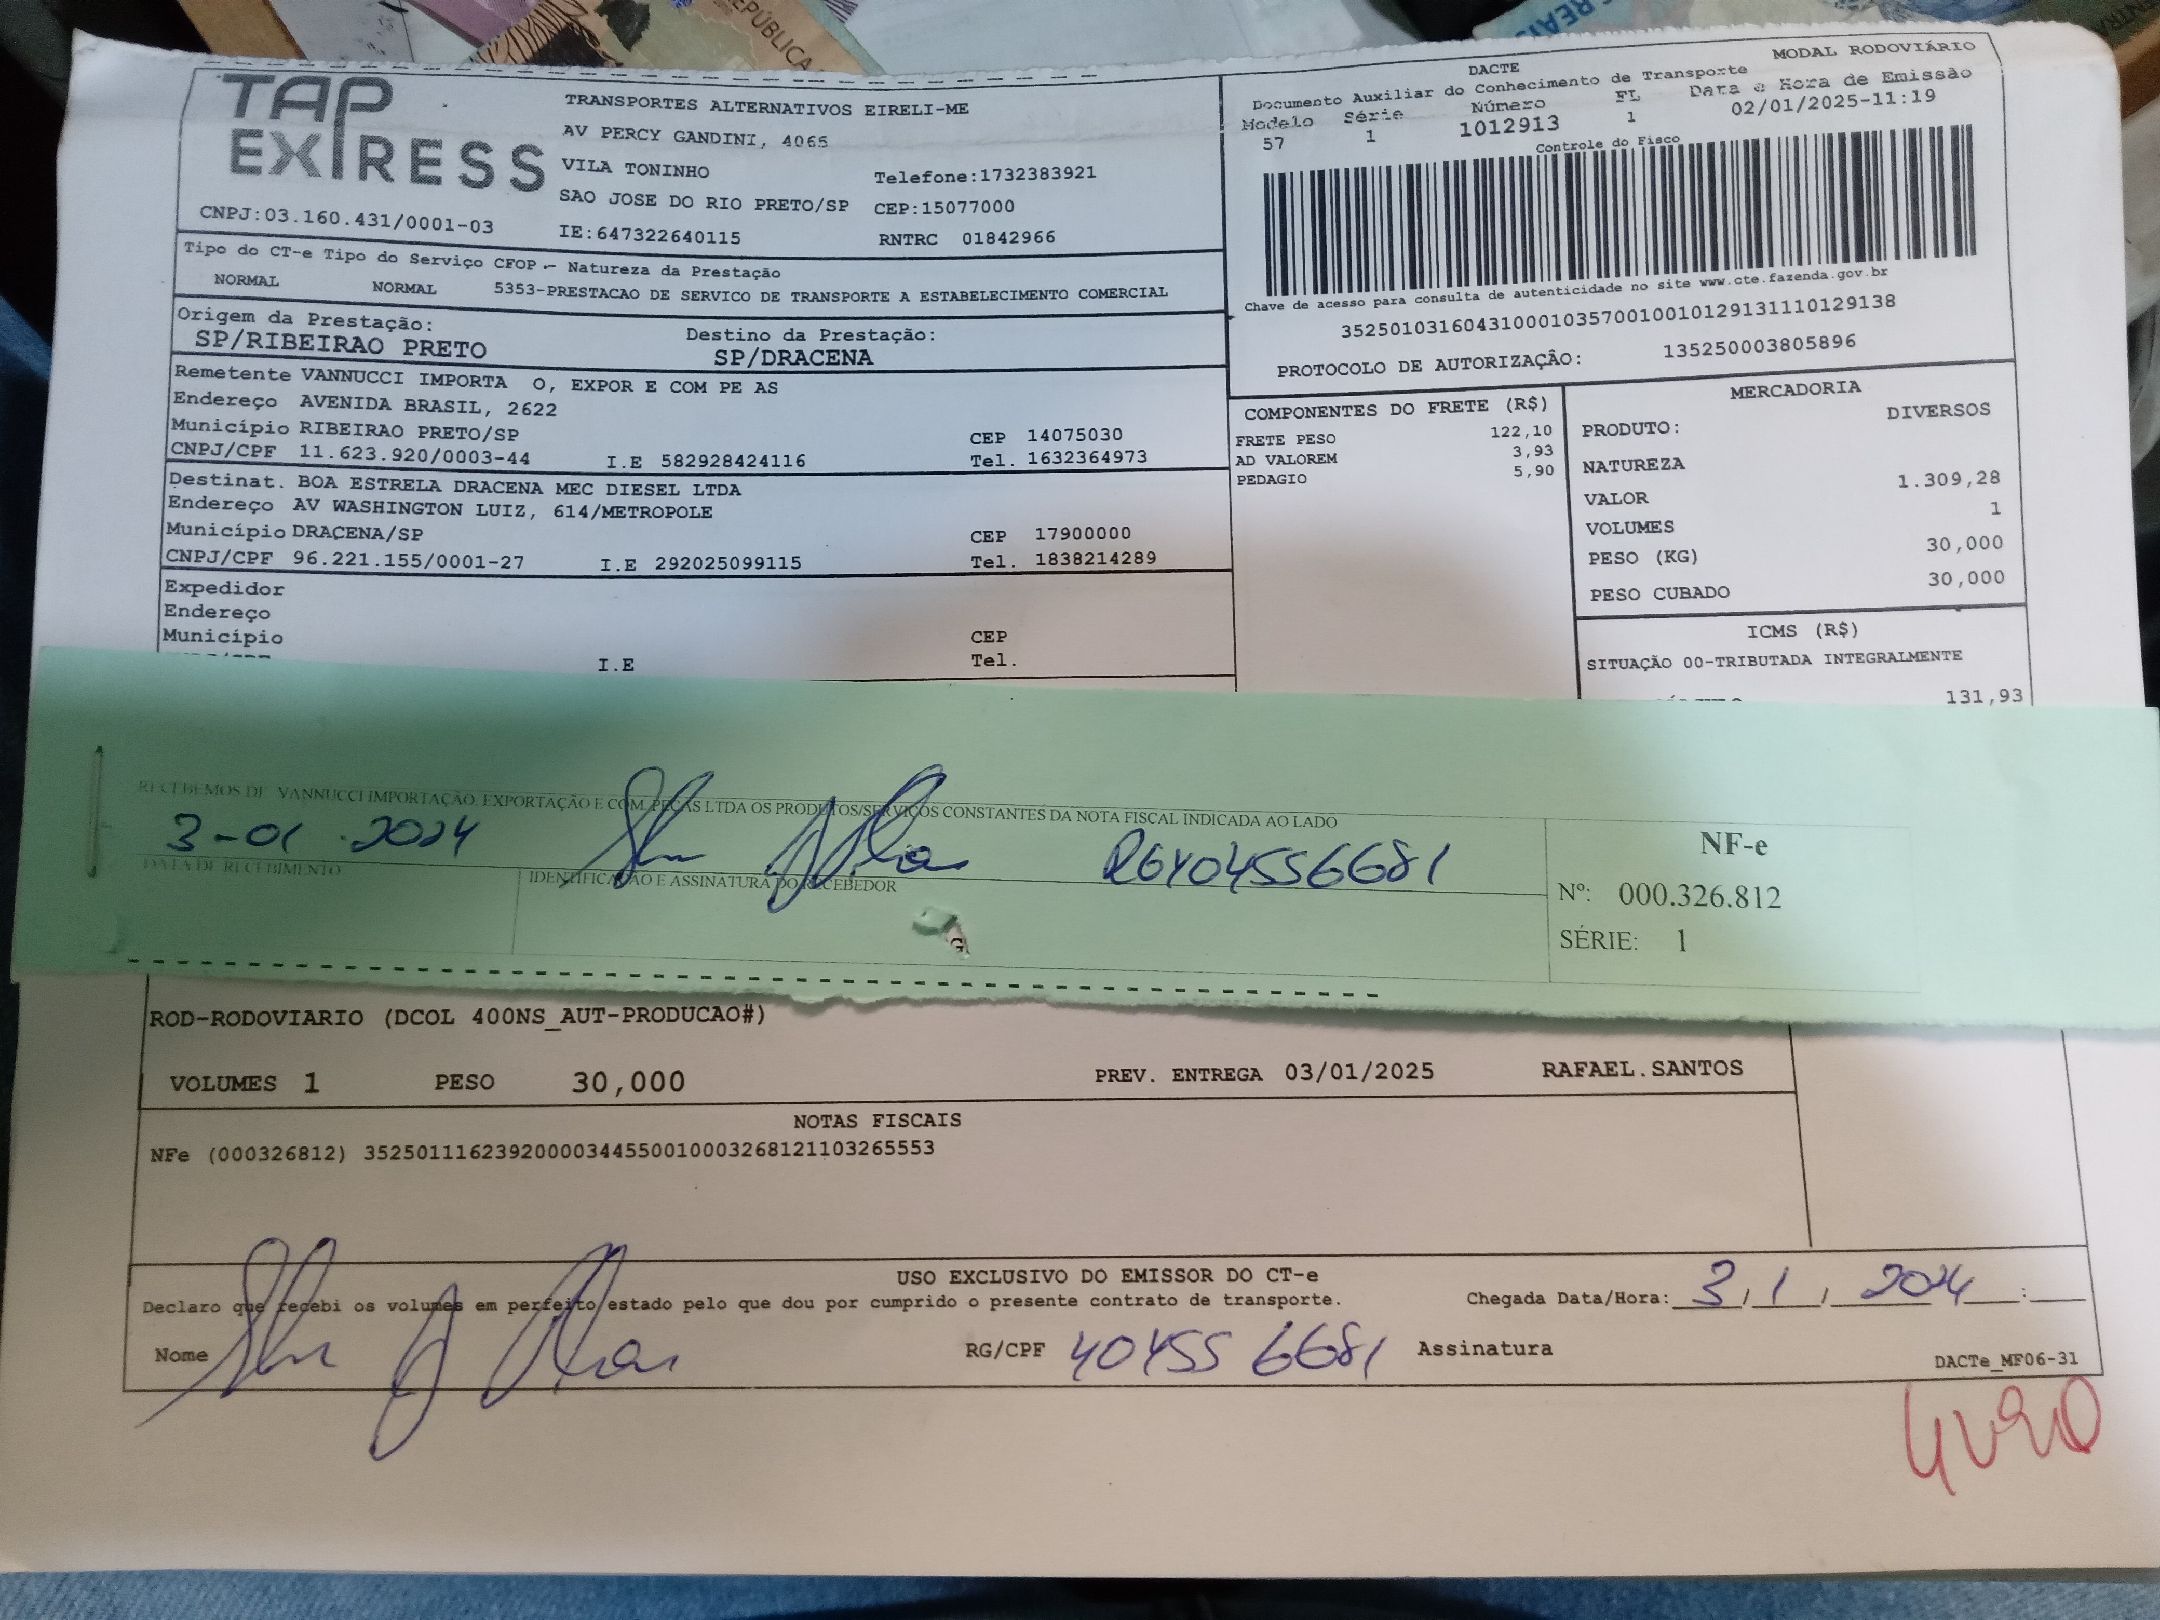 REPÚBLICA
REAIS
TAP
EXPRESS
CNPJ:03.160.431/0001-03
TRANSPORTES ALTERNATIVOS EIRELI-ME
AV PERCY GANDINI, 4065
VILA TONINHO
Telefone:1732383921
SAO JOSE DO RIO PRETO/SP CEP:15077000
IE:647322640115 RNTRC 01842966
DACTE MODAL RODOVIÁRIO
Documento Auxiliar do Conhecimento de Transporte
Modelo Série Número FL Data e Hora de Emissão
57 1 1012913 1 02/01/2025-11:19
Controle do Fisco
Chave de acesso para consulta de autenticidade no site www.cte.fazenda.gov.br
35250103160431000103570010010129131110129138
PROTOCOLO DE AUTORIZAÇÃO: 135250003805896
Tipo do CT-e Tipo do Serviço CFOP - Natureza da Prestação
NORMAL NORMAL 5353-PRESTACAO DE SERVICO DE TRANSPORTE A ESTABELECIMENTO COMERCIAL
Origem da Prestação: Destino da Prestação:
SP/RIBEIRAO PRETO SP/DRACENA
Remetente VANNUCCI IMPORTA O, EXPOR E COM PE AS
Endereço AVENIDA BRASIL, 2622
Município RIBEIRAO PRETO/SP CEP 14075030
CNPJ/CPF 11.623.920/0003-44 I.E 582928424116 Tel. 1632364973
Destinat. BOA ESTRELA DRACENA MEC DIESEL LTDA
Endereço AV WASHINGTON LUIZ, 614/METROPOLE
Município DRACENA/SP CEP 17900000
CNPJ/CPF 96.221.155/0001-27 I.E 292025099115 Tel. 1838214289
Expedidor
Endereço
Município CEP
I.E Tel.
COMPONENTES DO FRETE (R$)
FRETE PESO 122,10
AD VALOREM 3,93
PEDAGIO 5,90
MERCADORIA
PRODUTO: DIVERSOS
NATUREZA
VALOR 1.309,28
VOLUMES 1
PESO (KG) 30,000
PESO CUBADO 30,000
ICMS (R$)
SITUAÇÃO 00-TRIBUTADA INTEGRALMENTE
131,93
RECEBEMOS DE VANNUCCI IMPORTAÇÃO, EXPORTAÇÃO E COM. PEÇAS LTDA OS PRODUTOS/SERVIÇOS CONSTANTES DA NOTA FISCAL INDICADA AO LADO
3-01.2024 RG 404556681
DATA DE RECEBIMENTO IDENTIFICAÇÃO E ASSINATURA DO RECEBEDOR
NF-e
Nº: 000.326.812
SÉRIE: 1
ROD-RODOVIARIO (DCOL 400NS_AUT-PRODUCAO#)
VOLUMES 1 PESO 30,000 PREV. ENTREGA 03/01/2025 RAFAEL.SANTOS
NOTAS FISCAIS
NFe (000326812) 35250111623920000344550010003268121103265553
USO EXCLUSIVO DO EMISSOR DO CT-e
Declaro que recebi os volumes em perfeito estado pelo que dou por cumprido o presente contrato de transporte. Chegada Data/Hora: 3/1/2024 :
Nome RG/CPF 40455 6681 Assinatura
DACTe_MF06-31